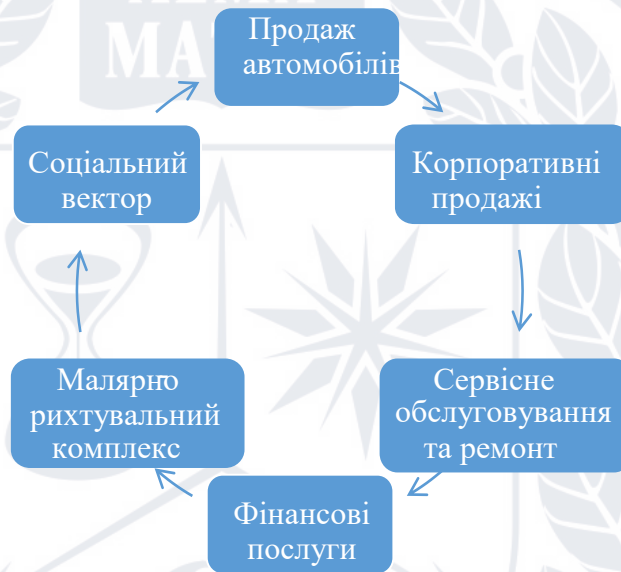 Продаж
автомобілів
Корпоративні
продажі
Сервісне
обслуговування
та ремонт
Фінансові
послуги
Малярно
рихтувальний
комплекс
Соціальний
вектор